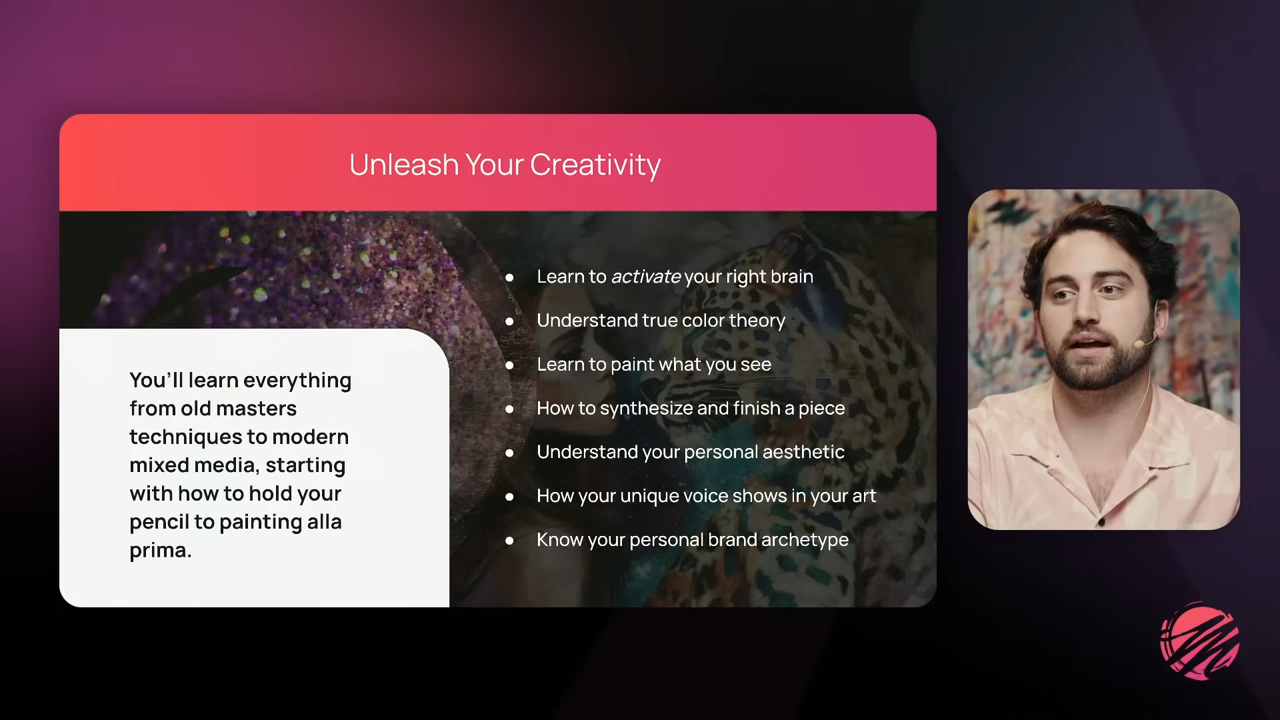 Unleash Your Creativity
You’ll learn everything
from old masters
techniques to modern
mixed media, starting
with how to hold your
pencil to painting alla
prima.
● Learn to activate your right brain
● Understand true color theory
● Learn to paint what you see
● How to synthesize and finish a piece
● Understand your personal aesthetic
● How your unique voice shows in your art
● Know your personal brand archetype